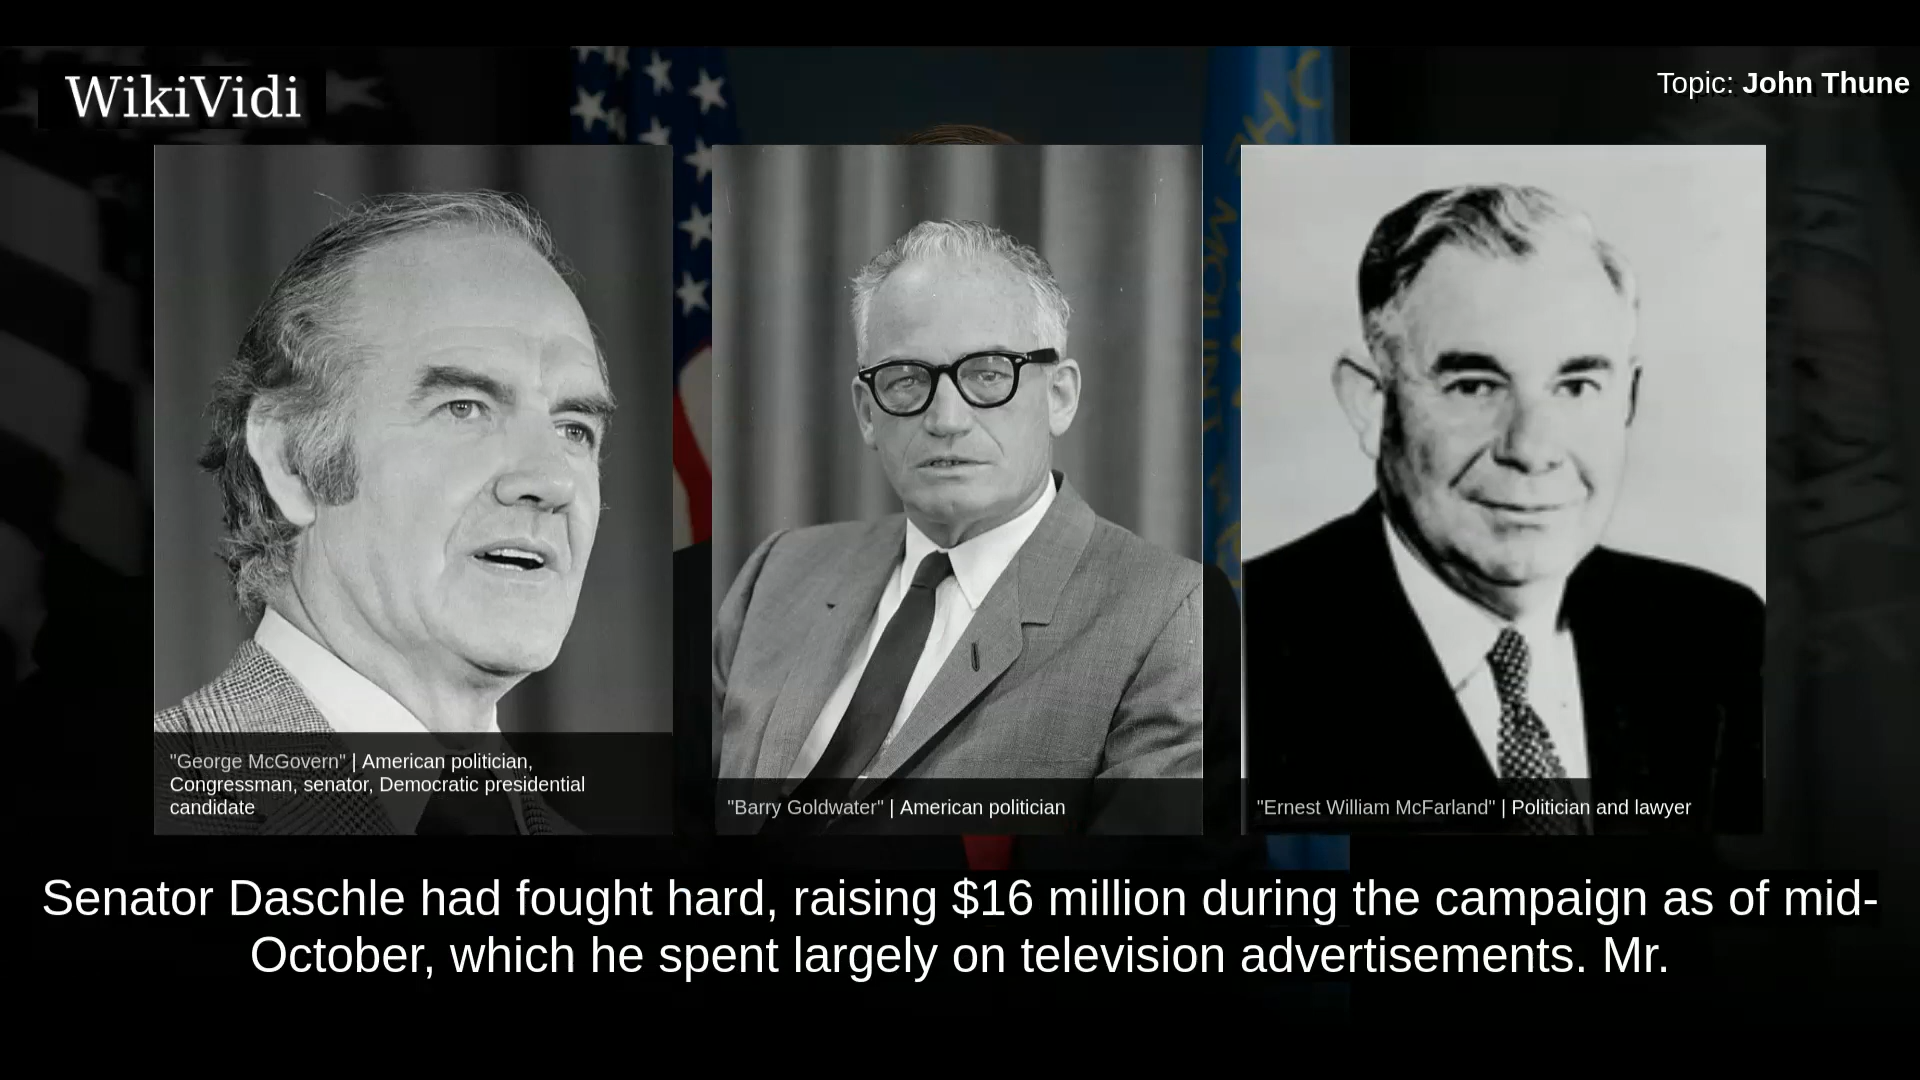 WikiVidi
Topic: John Thune
"George McGovern" | American politician,
Congressman, senator, Democratic presidential
candidate
"Barry Goldwater" | American politician
"Ernest William McFarland" | Politician and lawyer
Senator Daschle had fought hard, raising $16 million during the campaign as of mid-
October, which he spent largely on television advertisements. Mr.